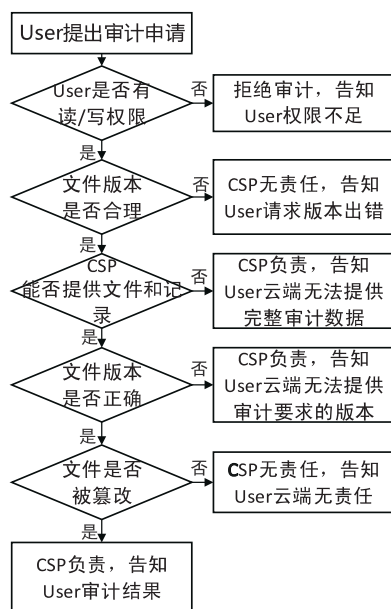 User提出审计申请
User是否有
读/写权限
否
拒绝审计，告知
User权限不足
是
文件版本
是否合理
否
CSP无责任，告知
User请求版本出错
是
CSP
能否提供文件和记
录
否
CSP负责，告知
User云端无法提供
完整审计数据
是
文件版本
是否正确
否
CSP负责，告知
User云端无法提供
审计要求的版本
是
文件是否
被篡改
否
CSP无责任，告知
User云端无责任
是
CSP负责，告知
User审计结果